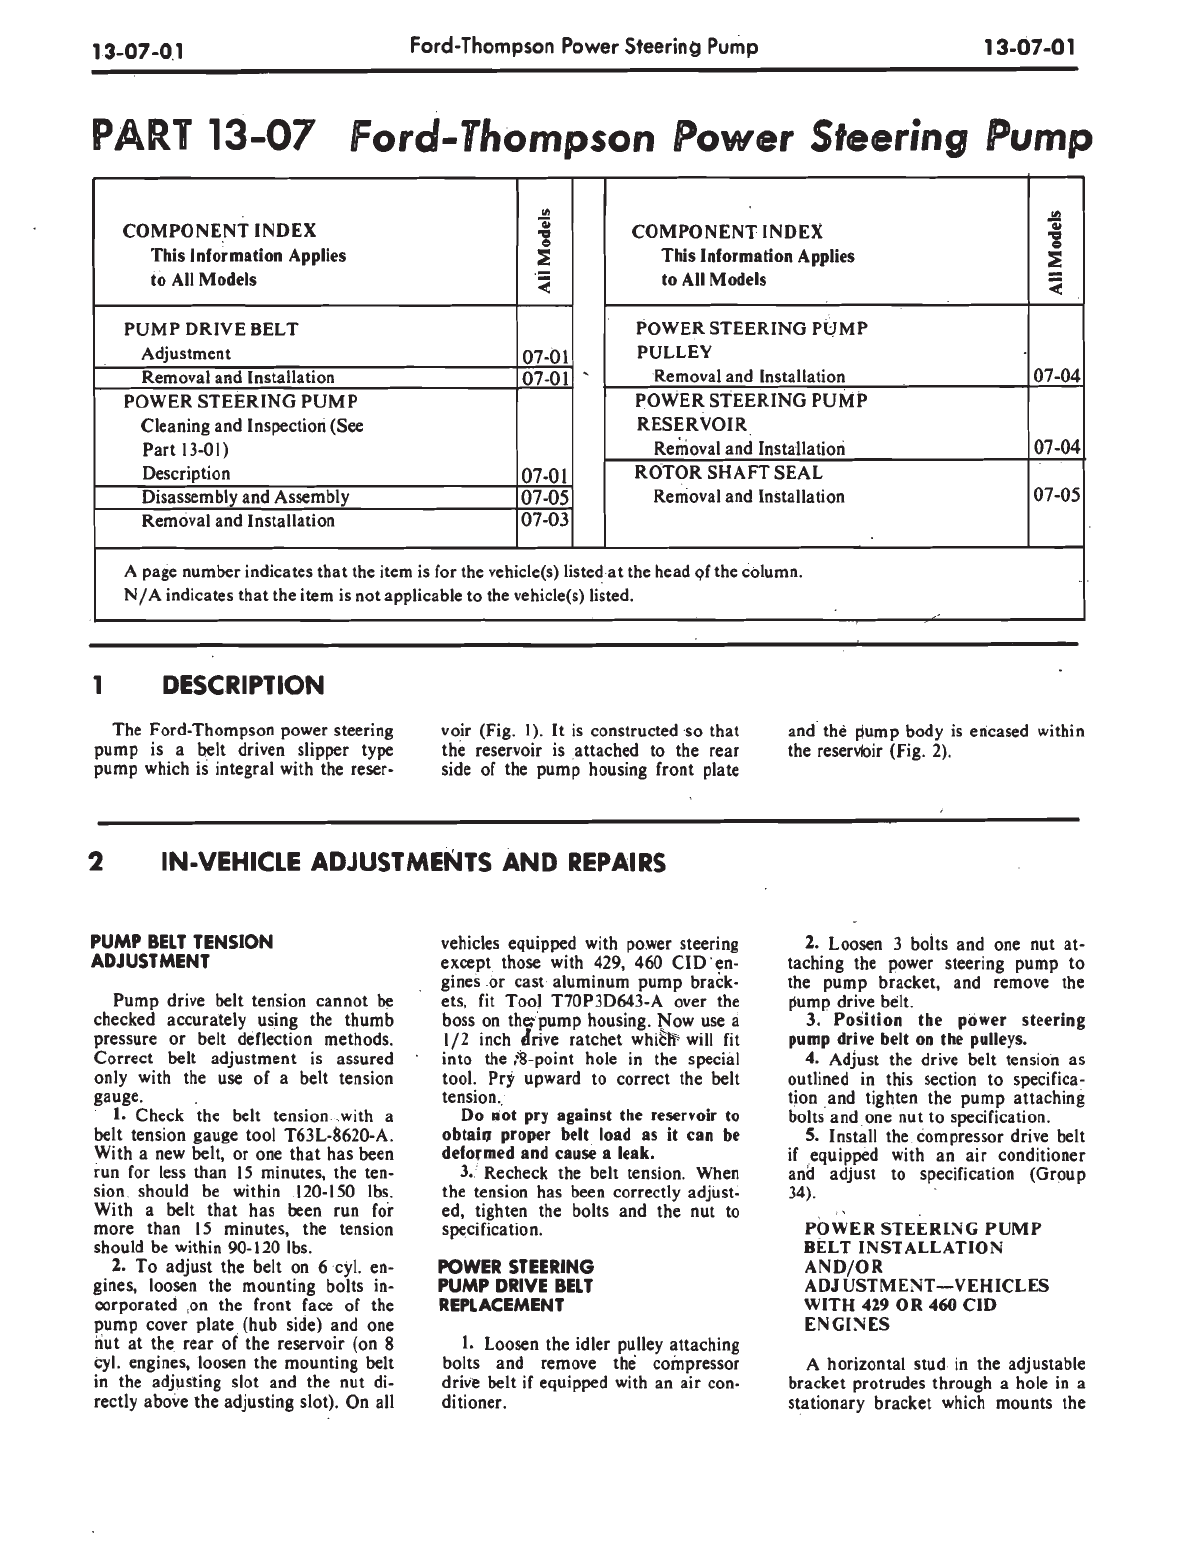 13-07-01
Ford-Thompson Power Steering Pump
13-07-01
PART 13-07 Ford-Thompson Power Steering Pump
COMPONENT INDEX
This Information Applies
to All Models
All Models
PUMP DRIVE BELT
Adjustment 07-01
Removal and Installation 07-01
POWER STEERING PUMP
Cleaning and Inspection (See
Part 13-01)
Description 07-01
Disassembly and Assembly 07-05
Removal and Installation 07-03
COMPONENT INDEX
This Information Applies
to All Models
All Models
POWER STEERING PUMP
PULLEY
Removal and Installation 07-04
POWER STEERING PUMP
RESERVOIR
Removal and Installation 07-04
ROTOR SHAFT SEAL
Removal and Installation 07-05
A page number indicates that the item is for the vehicle(s) listed at the head of the column.
N/A indicates that the item is not applicable to the vehicle(s) listed.
1 DESCRIPTION
The Ford-Thompson power steering
pump is a belt driven slipper type
pump which is integral with the reser-
voir (Fig. 1). It is constructed so that
the reservoir is attached to the rear
side of the pump housing front plate
and the pump body is encased within
the reservoir (Fig. 2).
2 IN-VEHICLE ADJUSTMENTS AND REPAIRS
PUMP BELT TENSION
ADJUSTMENT
Pump drive belt tension cannot be
checked accurately using the thumb
pressure or belt deflection methods.
Correct belt adjustment is assured
only with the use of a belt tension
gauge.
1. Check the belt tension with a
belt tension gauge tool T63L-8620-A.
With a new belt, or one that has been
run for less than 15 minutes, the ten-
sion should be within 120-150 lbs.
With a belt that has been run for
more than 15 minutes, the tension
should be within 90-120 lbs.
2. To adjust the belt on 6 cyl. en-
gines, loosen the mounting bolts in-
corporated on the front face of the
pump cover plate (hub side) and one
nut at the rear of the reservoir (on 8
cyl. engines, loosen the mounting belt
in the adjusting slot and the nut di-
rectly above the adjusting slot). On all
vehicles equipped with power steering
except those with 429, 460 CID en-
gines or cast aluminum pump brack-
ets, fit Tool T70P3D643-A over the
boss on the pump housing. Now use a
1/2 inch drive ratchet which will fit
into the 8-point hole in the special
tool. Pry upward to correct the belt
tension.
Do not pry against the reservoir to
obtain proper belt load as it can be
deformed and cause a leak.
3. Recheck the belt tension. When
the tension has been correctly adjust-
ed, tighten the bolts and the nut to
specification.
POWER STEERING
PUMP DRIVE BELT
REPLACEMENT
1. Loosen the idler pulley attaching
bolts and remove the compressor
drive belt if equipped with an air con-
ditioner.
2. Loosen 3 bolts and one nut at-
taching the power steering pump to
the pump bracket, and remove the
pump drive belt.
3. Position the power steering
pump drive belt on the pulleys.
4. Adjust the drive belt tension as
outlined in this section to specifica-
tion and tighten the pump attaching
bolts and one nut to specification.
5. Install the compressor drive belt
if equipped with an air conditioner
and adjust to specification (Group
34).
POWER STEERING PUMP
BELT INSTALLATION
AND/OR
ADJUSTMENT—VEHICLES
WITH 429 OR 460 CID
ENGINES
A horizontal stud in the adjustable
bracket protrudes through a hole in a
stationary bracket which mounts the